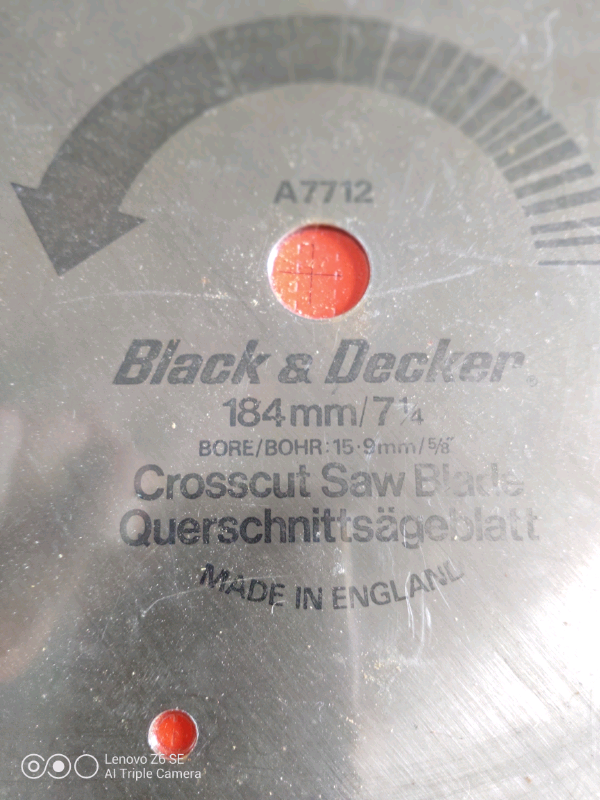 A7712
Black & Decker®
184mm/7¼
BORE/BOHR:15·9mm/⅝"
Crosscut Saw Blade
Querschnittsägeblatt
MADE IN ENGLAND
Lenovo Z6 SE
AI Triple Camera